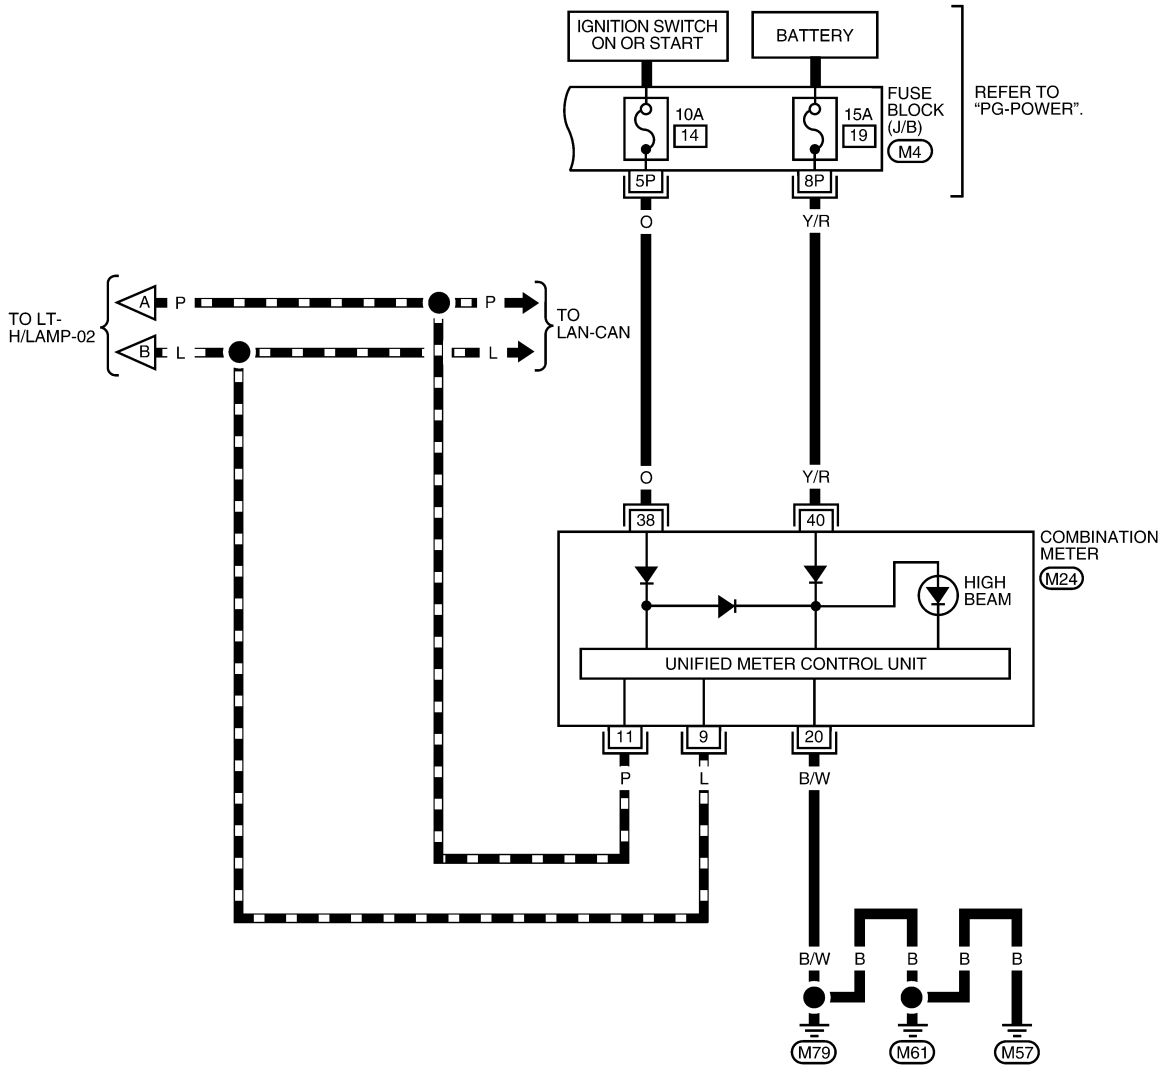 IGNITION SWITCH
ON OR START
BATTERY
10A
14
15A
19
FUSE
BLOCK
(J/B)
M4
REFER TO
“PG-POWER”.
5P
8P
O
Y/R
TO LT-
H/LAMP-02
A
P
P
B
L
L
TO
LAN-CAN
O
Y/R
38
40
COMBINATION
METER
M24
HIGH
BEAM
UNIFIED METER CONTROL UNIT
11
9
20
P
L
B/W
B/W
B
B
B
B
M79
M61
M57